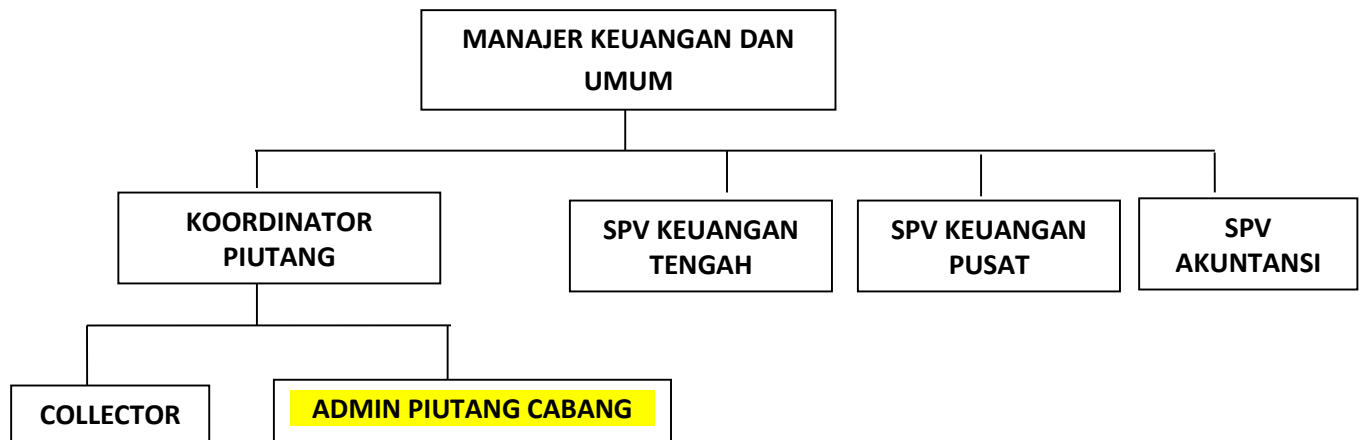 MANAJER KEUANGAN DAN
UMUM
KOORDINATOR
PIUTANG
SPV KEUANGAN
TENGAH
SPV KEUANGAN
PUSAT
SPV
AKUNTANSI
COLLECTOR
ADMIN PIUTANG CABANG